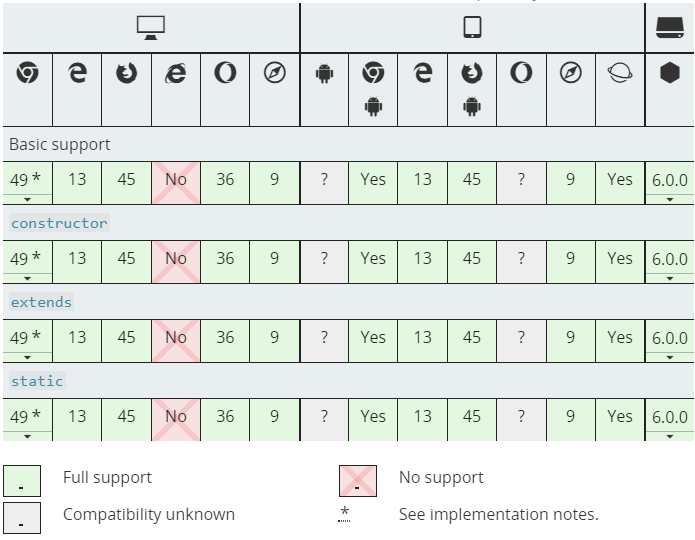 Basic support
49 * 13 45 No 36 9 ? Yes 13 45 ? 9 Yes 6.0.0
constructor
49 * 13 45 No 36 9 ? Yes 13 45 ? 9 Yes 6.0.0
extends
49 * 13 45 No 36 9 ? Yes 13 45 ? 9 Yes 6.0.0
static
49 * 13 45 No 36 9 ? Yes 13 45 ? 9 Yes 6.0.0
Full support No support
Compatibility unknown * See implementation notes.